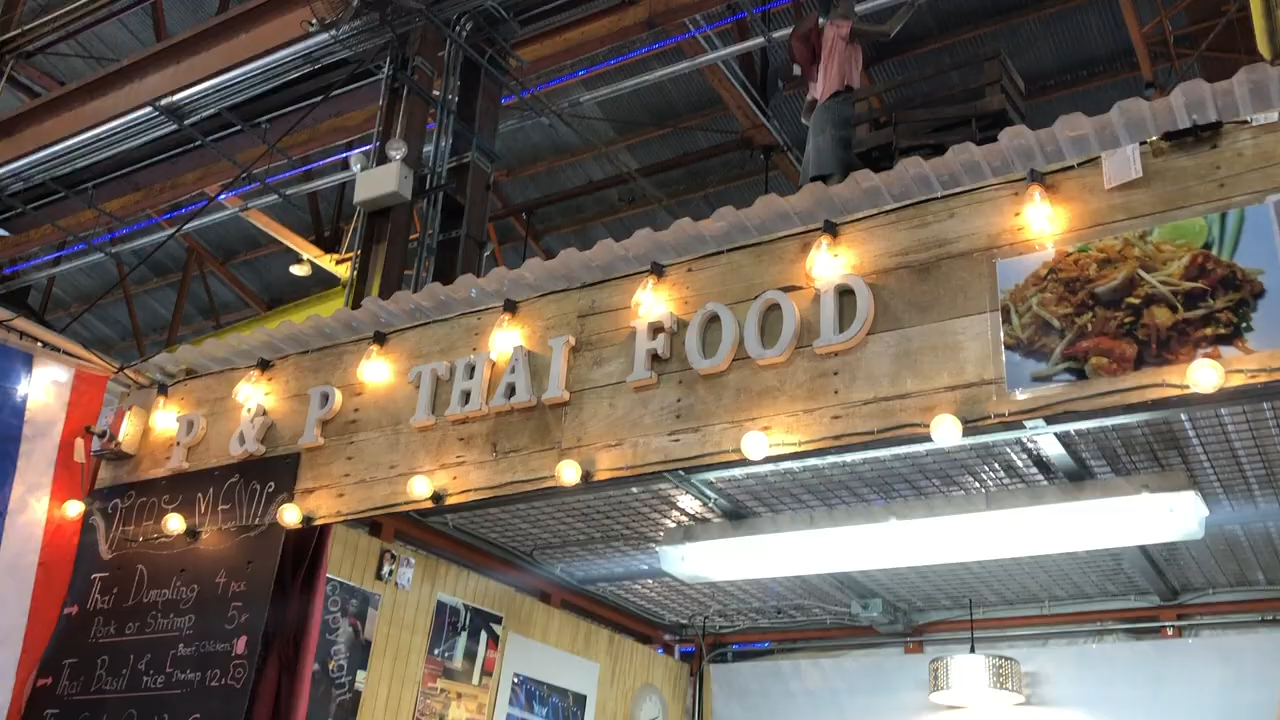 P & P THAI FOOD
THAI MENU
Thai Dumpling 4 pcs
Pork or Shrimp 5
Thai Basil & rice
Beef, Chicken
Shrimp 12.
Copyright